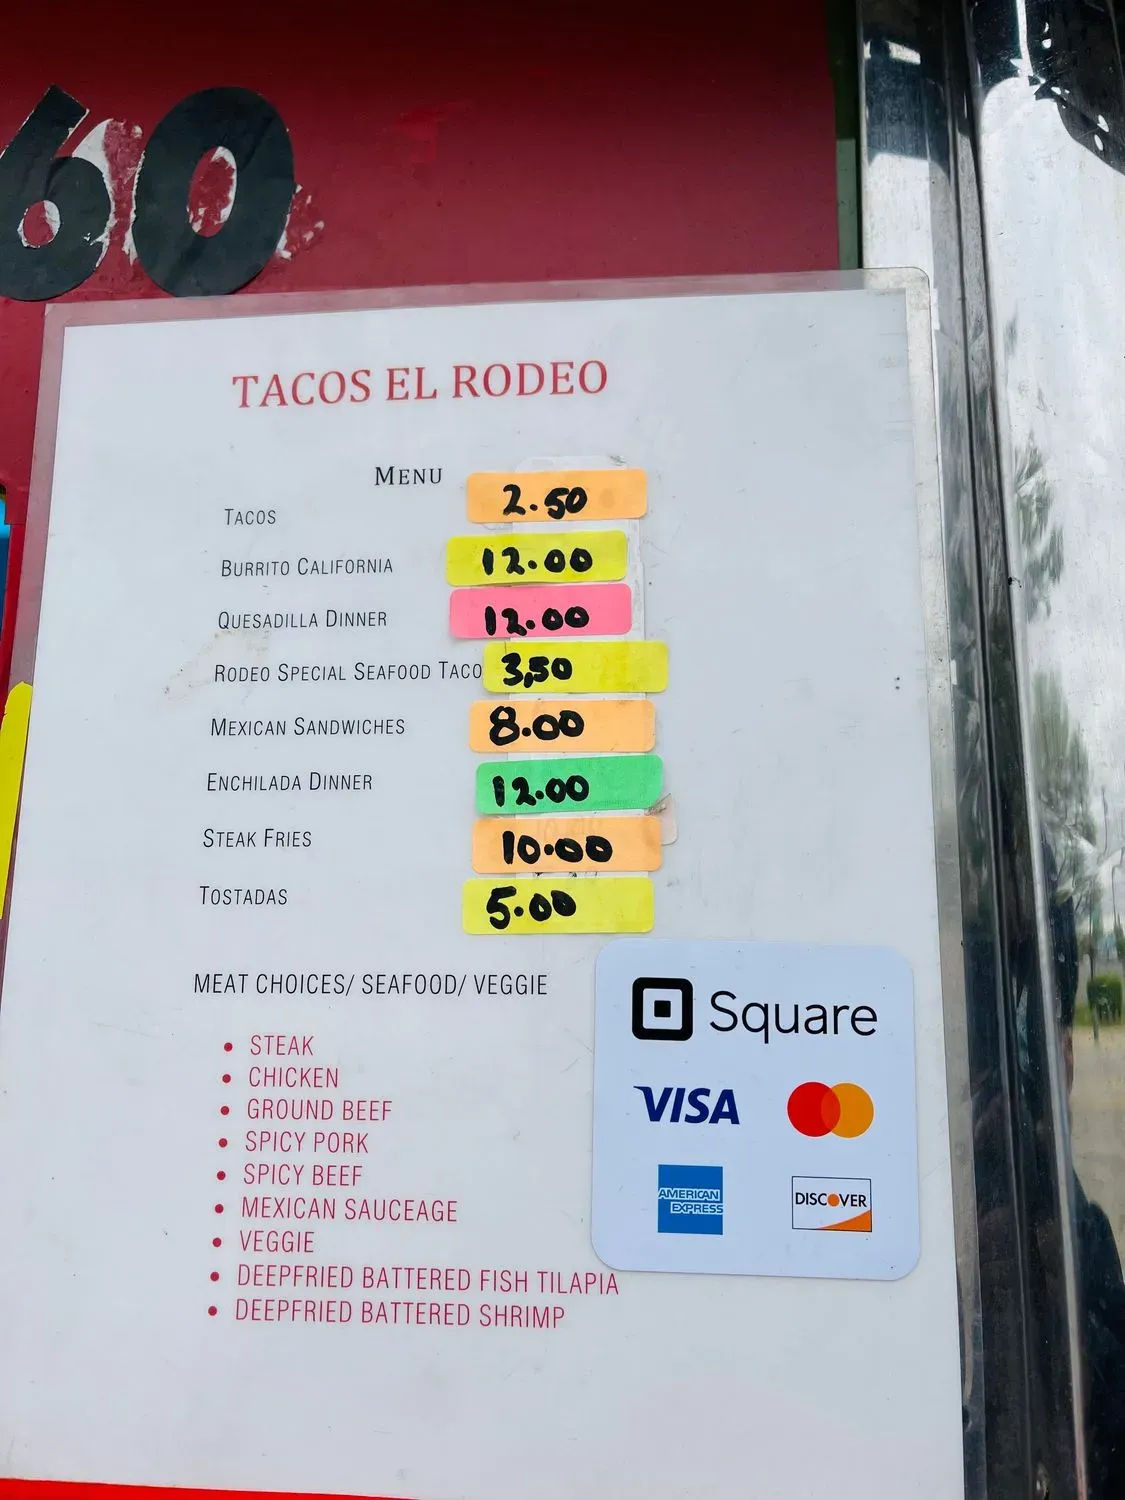 60
TACOS EL RODEO
MENU
TACOS 2.50
BURRITO CALIFORNIA 12.00
QUESADILLA DINNER 12.00
RODEO SPECIAL SEAFOOD TACO 3,50
MEXICAN SANDWICHES 8.00
ENCHILADA DINNER 12.00
STEAK FRIES 10.00
TOSTADAS 5.00
MEAT CHOICES/ SEAFOOD/ VEGGIE
• STEAK
• CHICKEN
• GROUND BEEF
• SPICY PORK
• SPICY BEEF
• MEXICAN SAUCEAGE
• VEGGIE
• DEEPFRIED BATTERED FISH TILAPIA
• DEEPFRIED BATTERED SHRIMP
Square
VISA
AMERICAN EXPRESS
DISCOVER